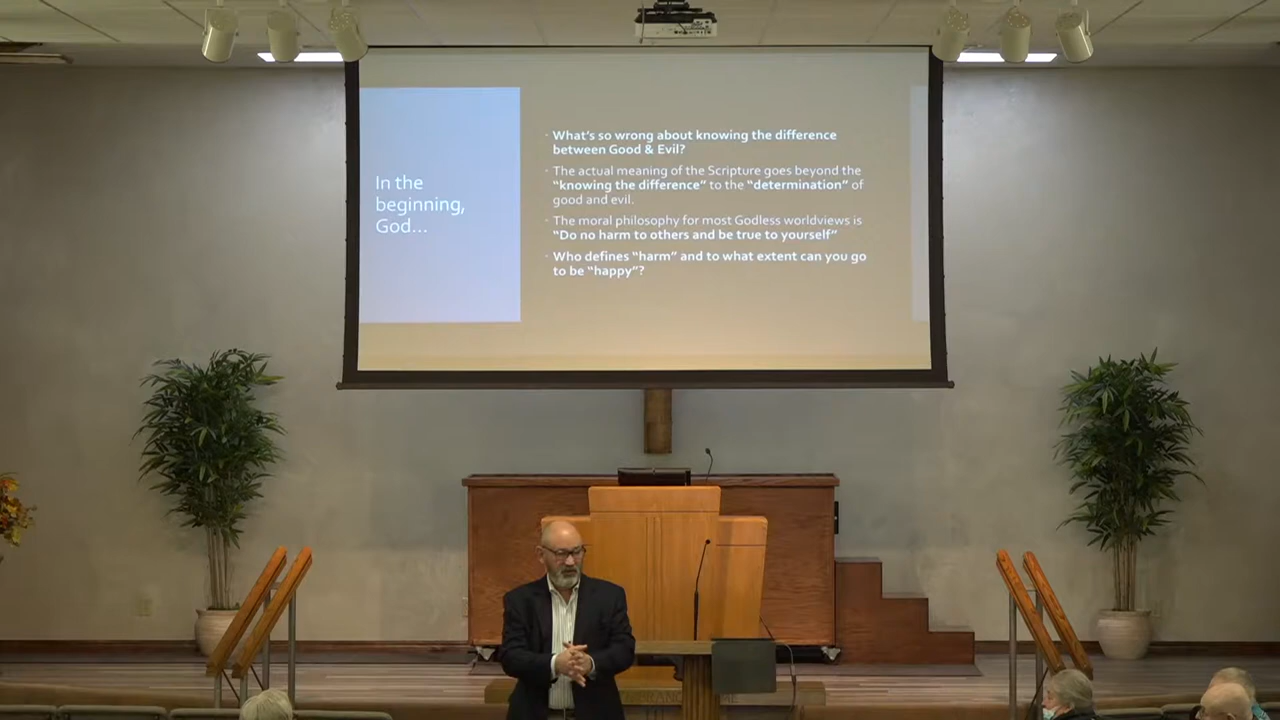 In the
beginning,
God...
What's so wrong about knowing the difference
between Good & Evil?
The actual meaning of the Scripture goes beyond the
"knowing the difference" to the "determination" of
good and evil.
The moral philosophy for most Godless worldviews is
"Do no harm to others and be true to yourself"
Who defines "harm" and to what extent can you go
to be "happy"?